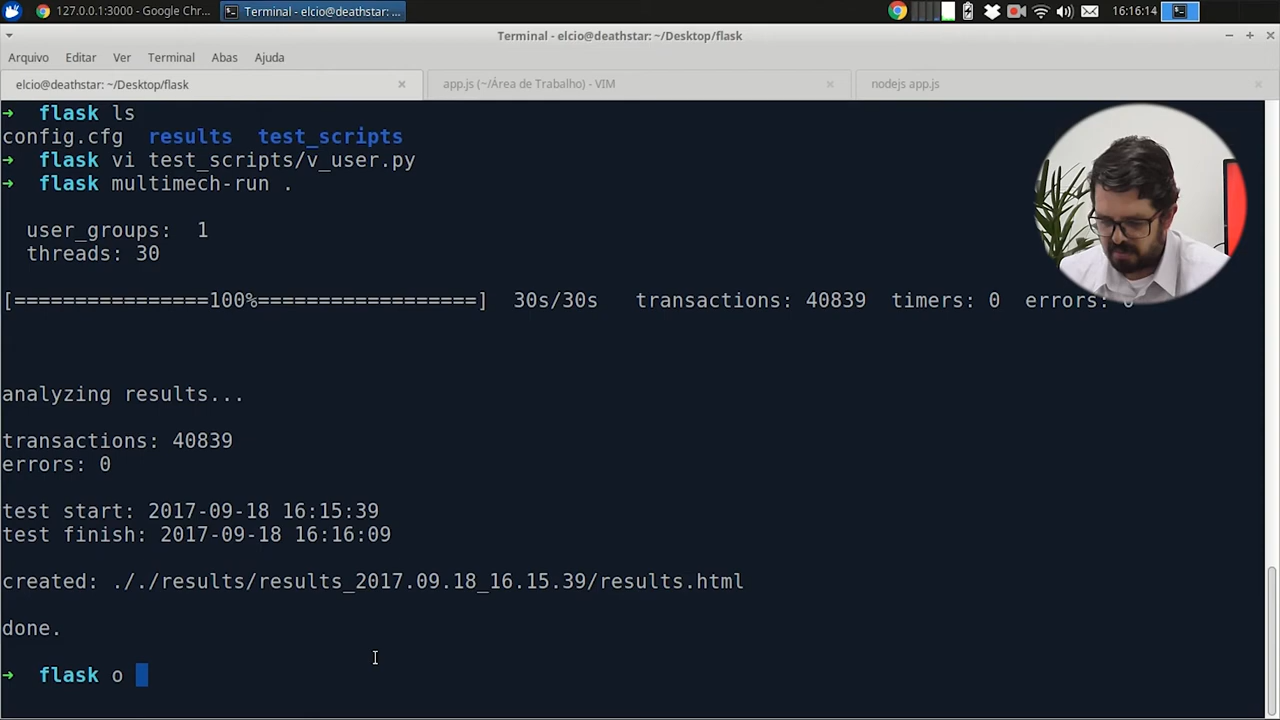 127.0.0.1:3000 - Google Chr...
Terminal - elcio@deathstar: ...
16:16:14
Terminal - elcio@deathstar: ~/Desktop/flask
Arquivo Editar Ver Terminal Abas Ajuda
elcio@deathstar: ~/Desktop/flask
app.js (~/Área de Trabalho) - VIM
nodejs app.js
➜ flask ls
config.cfg results test_scripts
➜ flask vi test_scripts/v_user.py
➜ flask multimech-run .
user_groups: 1
threads: 30
[================100%==================] 30s/30s transactions: 40839 timers: 0 errors: 0
analyzing results...
transactions: 40839
errors: 0
test start: 2017-09-18 16:15:39
test finish: 2017-09-18 16:16:09
created: ././results/results_2017.09.18_16.15.39/results.html
done.
➜ flask o